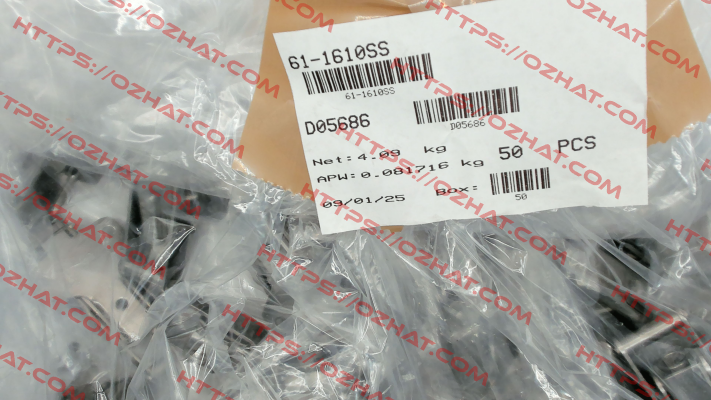 61-1610SS
61-1610SS
D05686
D05686
Net:4.09 kg
APW:0.081716 kg 50 PCS
09/01/25 Box:
50
HTTPS://OZHAT.COM